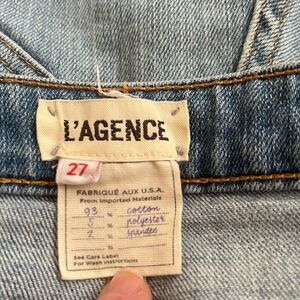 L'AGENCE
27
FABRIQUÉ AUX U.S.A.
From Imported Materials
93 % cotton
5 % polyester
2 % spandex
%
See Care Label
For Wash Instructions